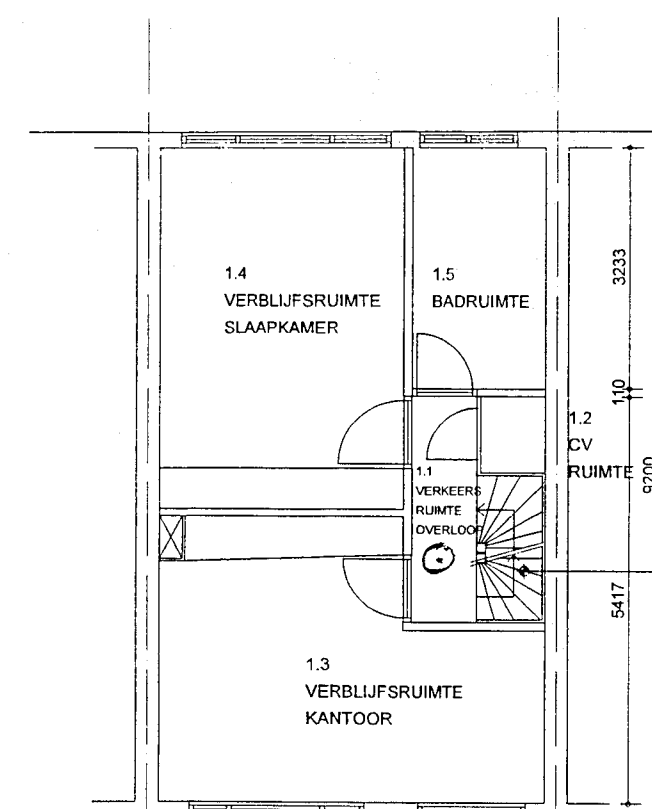 1.4
VERBLIJFSRUIMTE
SLAAPKAMER
1.5
BADRUIMTE
3233
110
1.2
CV
RUIMTE
9200
1.1
VERKEERS
RUIMTE
OVERLOOP
5417
1.3
VERBLIJFSRUIMTE
KANTOOR